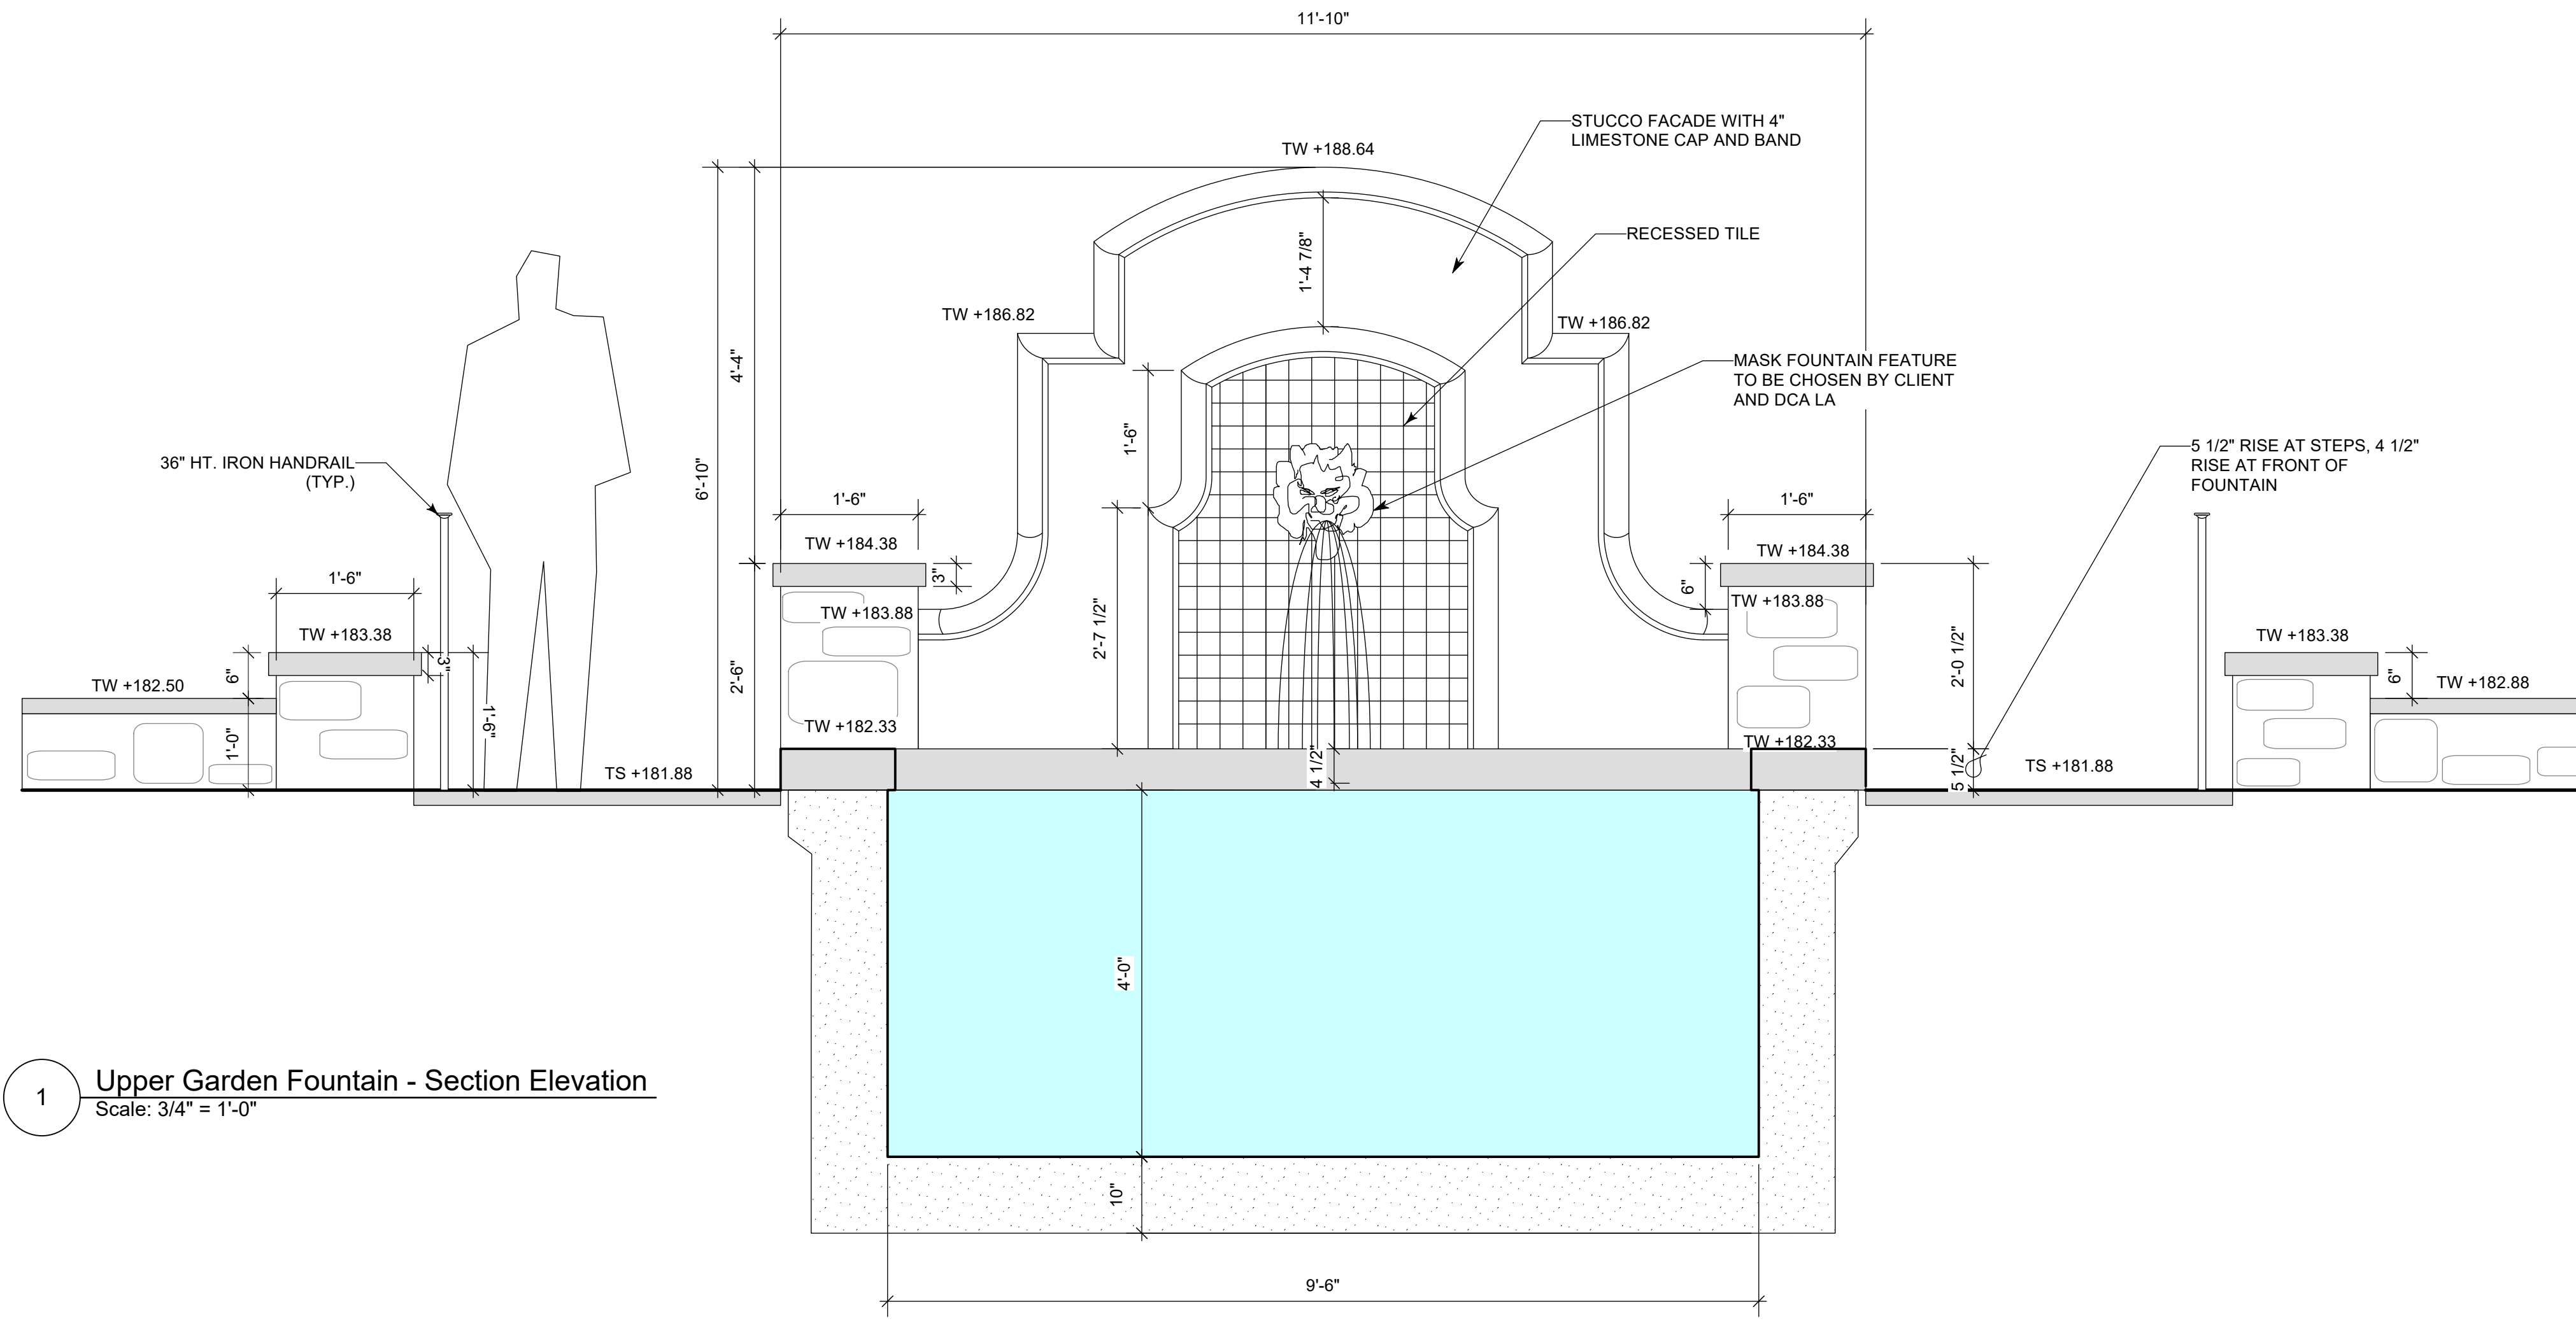 11'-10"
STUCCO FACADE WITH 4"
LIMESTONE CAP AND BAND
TW +188.64
RECESSED TILE
1'-4 7/8"
TW +186.82
TW +186.82
4'-4"
MASK FOUNTAIN FEATURE
TO BE CHOSEN BY CLIENT
AND DCA LA
1'-6"
36" HT. IRON HANDRAIL
(TYP.)
6'-10"
5 1/2" RISE AT STEPS, 4 1/2"
RISE AT FRONT OF
FOUNTAIN
1'-6"
1'-6"
TW +184.38
TW +184.38
1'-6"
3"
6"
TW +183.88
TW +183.88
TW +183.38
TW +183.38
2'-7 1/2"
2'-0 1/2"
3"
6"
2'-6"
6"
TW +182.50
TW +182.88
1'-6"
TW +182.33
TW +182.33
1'-0"
TS +181.88
4 1/2"
5 1/2"
TS +181.88
4'-0"
1
Upper Garden Fountain - Section Elevation
Scale: 3/4" = 1'-0"
10"
9'-6"